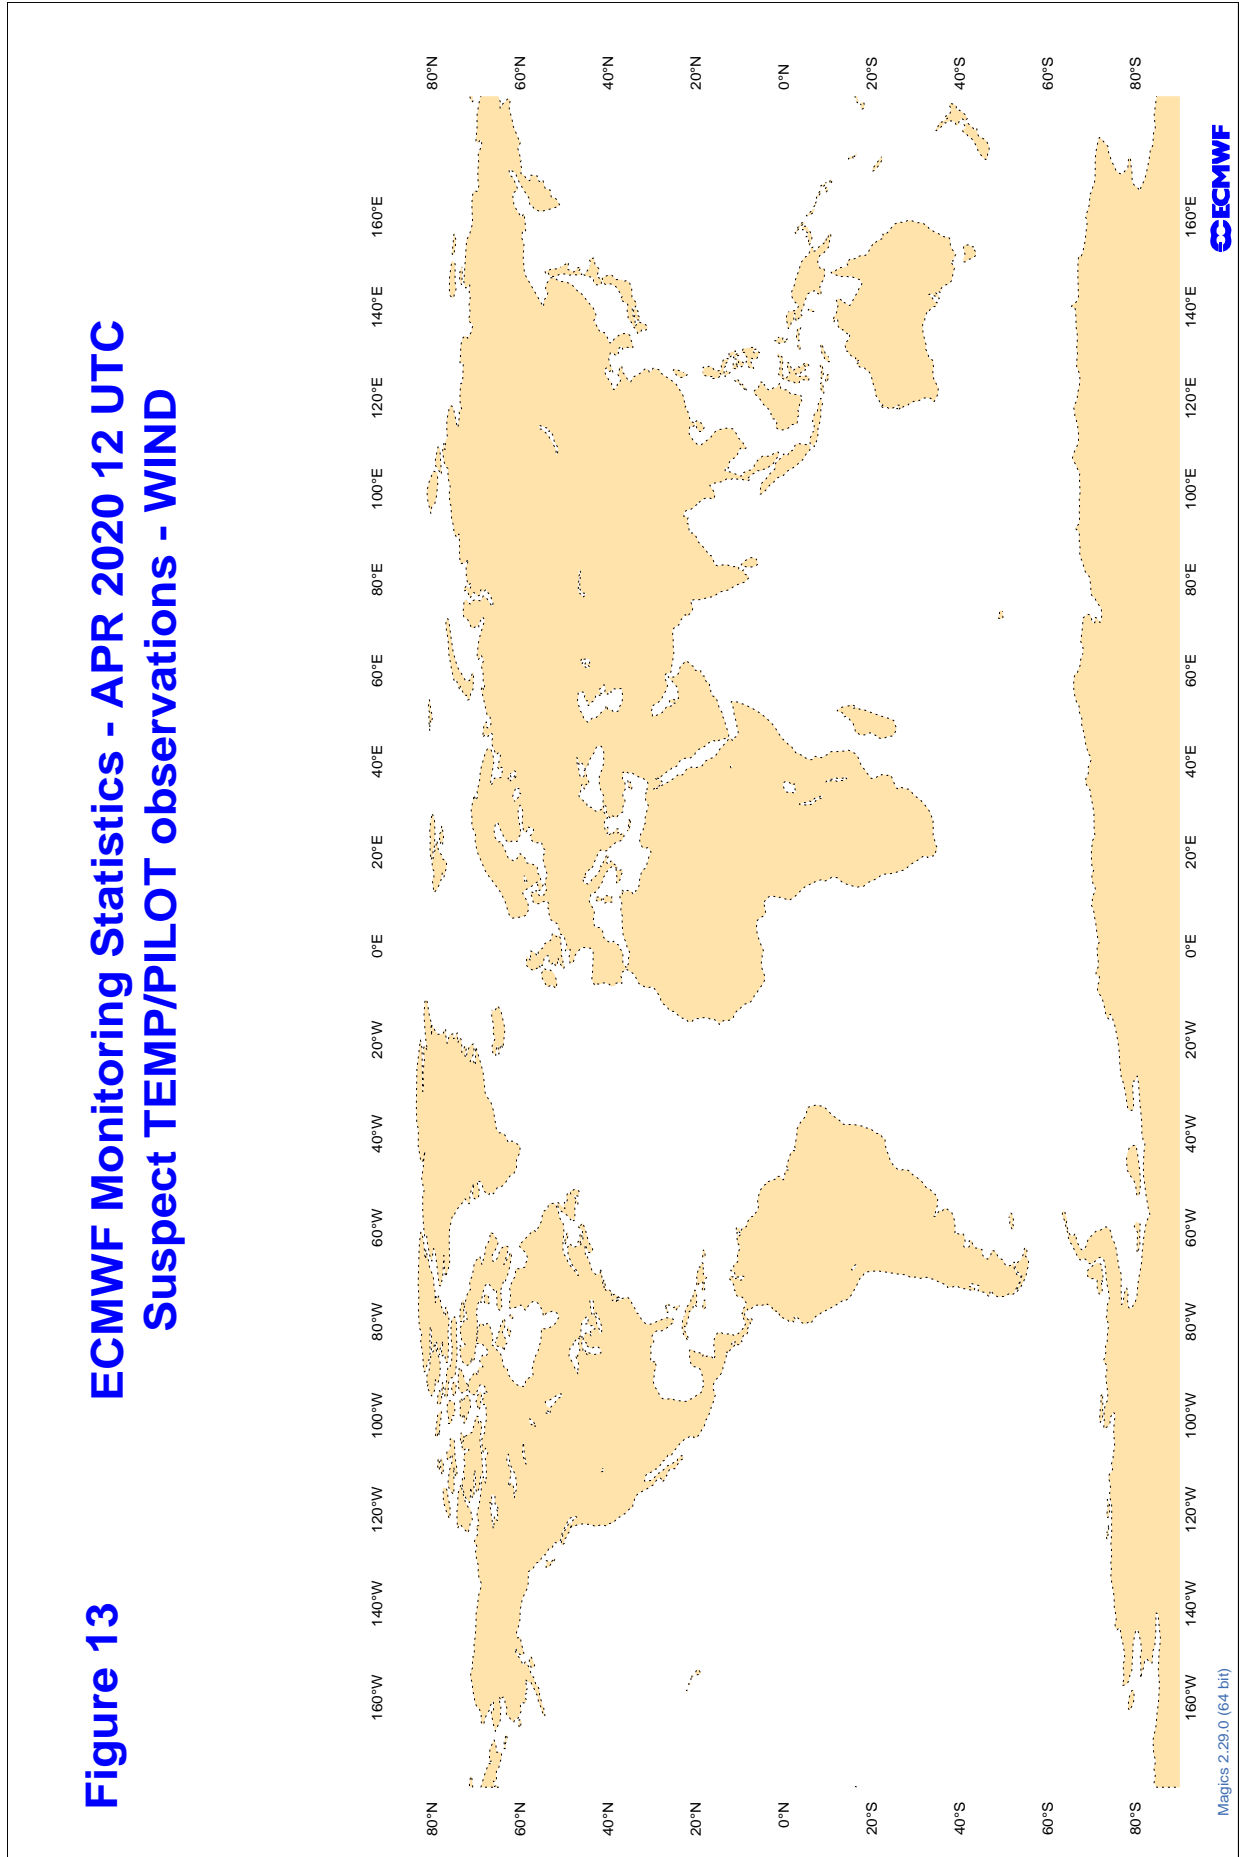 Figure 13
ECMWF Monitoring Statistics - APR 2020 12 UTC
Suspect TEMP/PILOT observations - WIND
160°W 140°W 120°W 100°W 80°W 60°W 40°W 20°W 0°E 20°E 40°E 60°E 80°E 100°E 120°E 140°E 160°E
80°N 80°N
60°N 60°N
40°N 40°N
20°N 20°N
0°N 0°N
20°S 20°S
40°S 40°S
60°S 60°S
80°S 80°S
160°W 140°W 120°W 100°W 80°W 60°W 40°W 20°W 0°E 20°E 40°E 60°E 80°E 100°E 120°E 140°E 160°E
Magics 2.29.0 (64 bit)
ECMWF